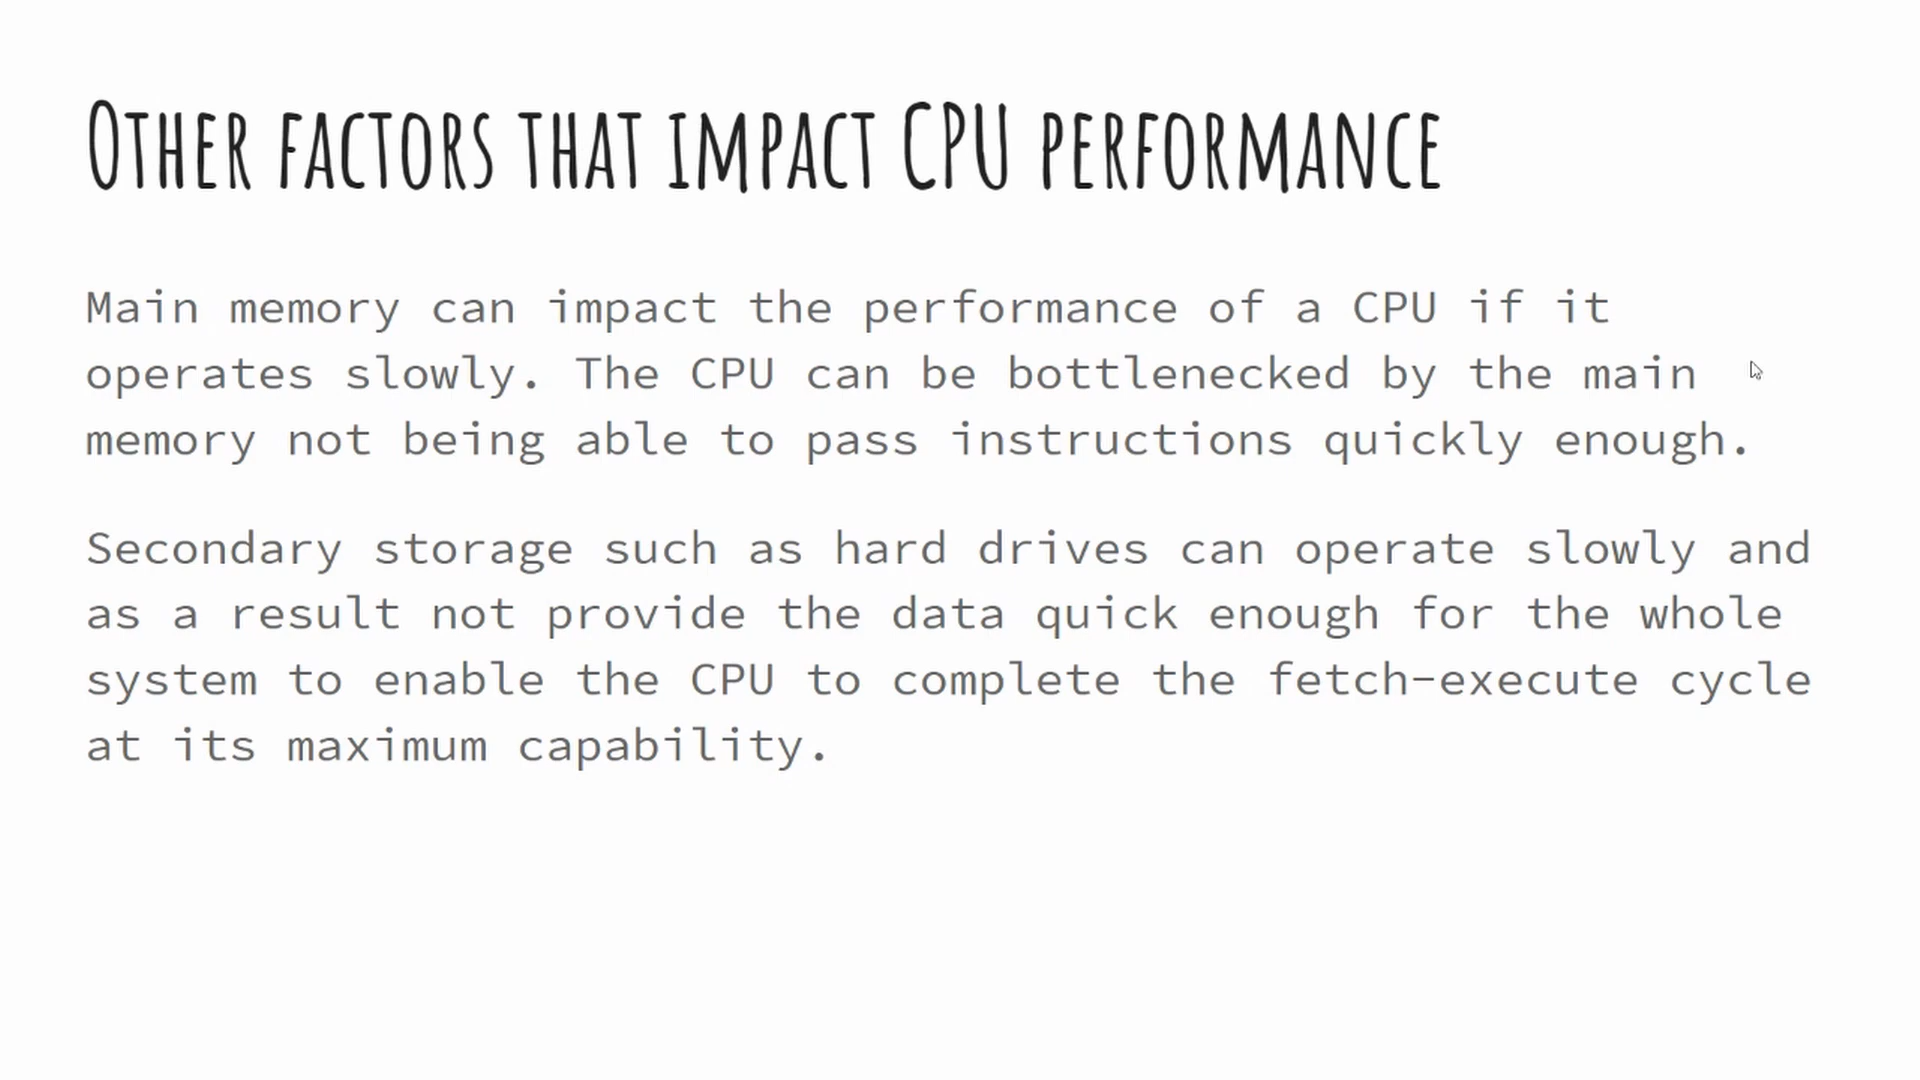 Other factors that impact CPU performance
Main memory can impact the performance of a CPU if it
operates slowly. The CPU can be bottlenecked by the main
memory not being able to pass instructions quickly enough.
Secondary storage such as hard drives can operate slowly and
as a result not provide the data quick enough for the whole
system to enable the CPU to complete the fetch-execute cycle
at its maximum capability.